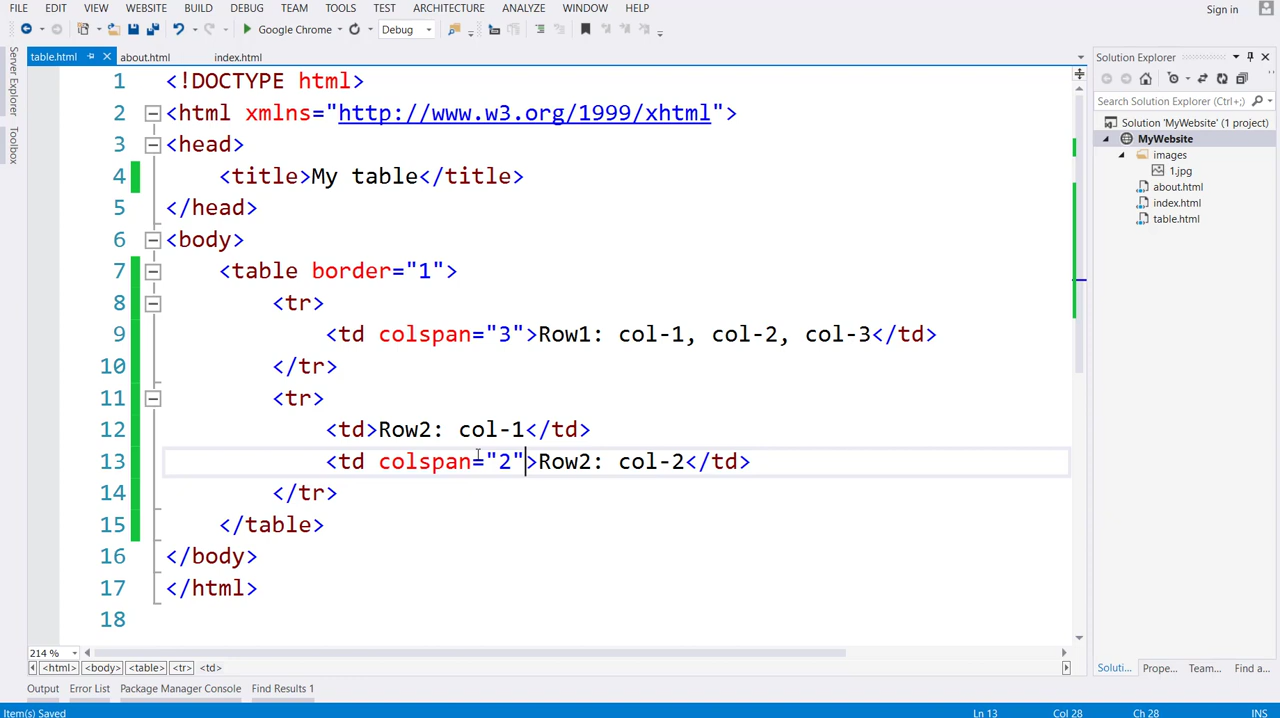 FILE EDIT VIEW WEBSITE BUILD DEBUG TEAM TOOLS TEST ARCHITECTURE ANALYZE WINDOW HELP
Sign in
Google Chrome Debug
table.html about.html index.html
Server Explorer
Toolbox
1 <!DOCTYPE html>
2 <html xmlns="http://www.w3.org/1999/xhtml">
3 <head>
4 <title>My table</title>
5 </head>
6 <body>
7 <table border="1">
8 <tr>
9 <td colspan="3">Row1: col-1, col-2, col-3</td>
10 </tr>
11 <tr>
12 <td>Row2: col-1</td>
13 <td colspan="2">Row2: col-2</td>
14 </tr>
15 </table>
16 </body>
17 </html>
18
214 %
<html> <body> <table> <tr> <td>
Output Error List Package Manager Console Find Results 1
Item(s) Saved Ln 13 Col 28 Ch 28 INS
Solution Explorer
Search Solution Explorer (Ctrl+;)
Solution 'MyWebsite' (1 project)
MyWebsite
images
1.jpg
about.html
index.html
table.html
Soluti... Prope... Team... Find a...